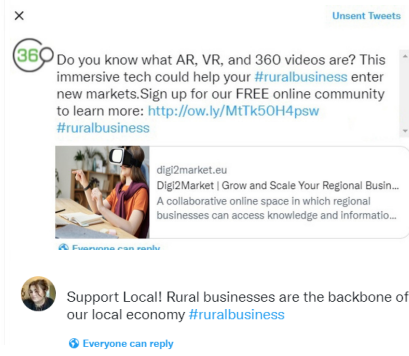 Unsent Tweets
360
Do you know what AR, VR, and 360 videos are? This
immersive tech could help your #ruralbusiness enter
new markets.Sign up for our FREE online community
to learn more: http://ow.ly/MtTk50H4psw
#ruralbusiness
digi2market.eu
Digi2Market | Grow and Scale Your Regional Busin...
A collaborative online space in which regional
businesses can access knowledge and informatio...
Everyone can reply
Support Local! Rural businesses are the backbone of
our local economy #ruralbusiness
Everyone can reply